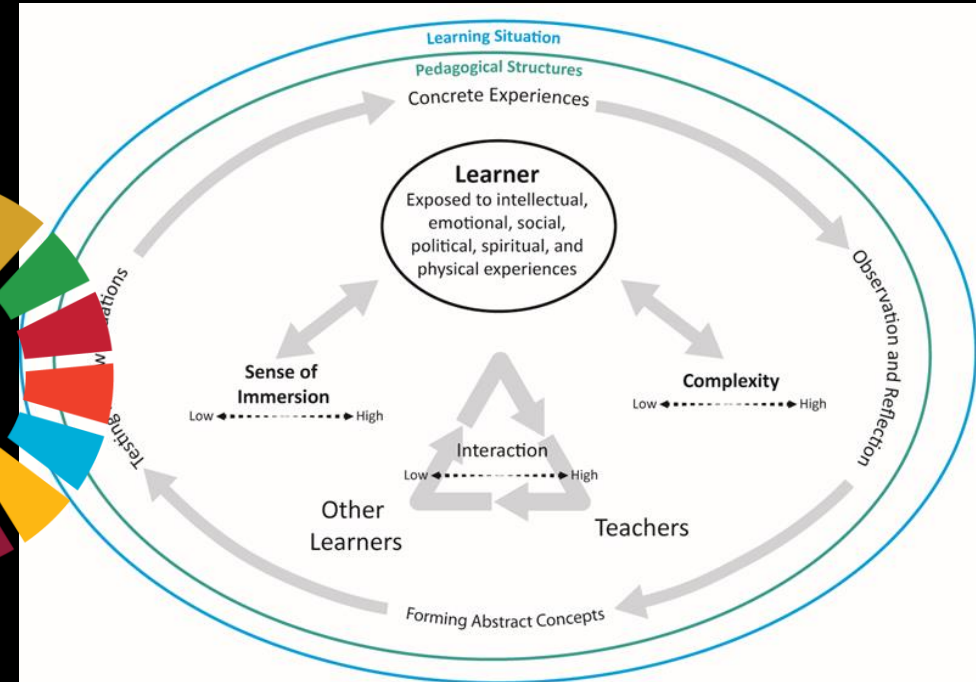 Learning Situation
Pedagogical Structures
Concrete Experiences
Learner
Exposed to intellectual,
emotional, social,
political, spiritual, and
physical experiences
Observation and Reflection
Sense of
Immersion
Low High
Complexity
Low High
Interaction
Low High
Other
Learners
Teachers
Forming Abstract Concepts
Testing